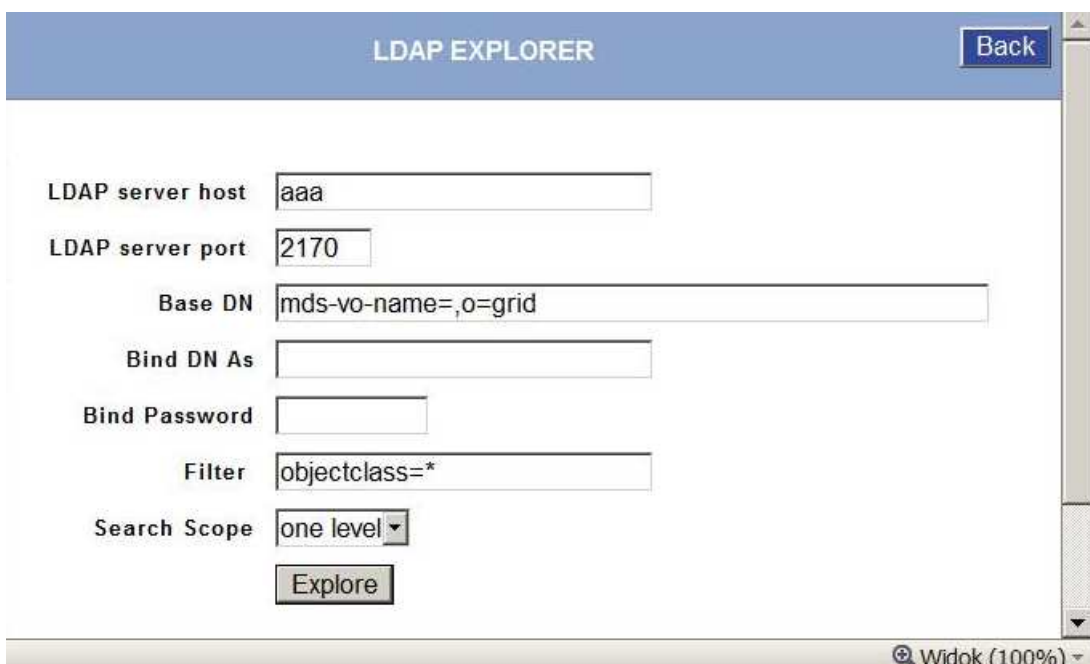 LDAP EXPLORER Back
LDAP server host aaa
LDAP server port 2170
Base DN mds-vo-name=,o=grid
Bind DN As
Bind Password
Filter objectclass=*
Search Scope one level
Explore
Widok (100%)